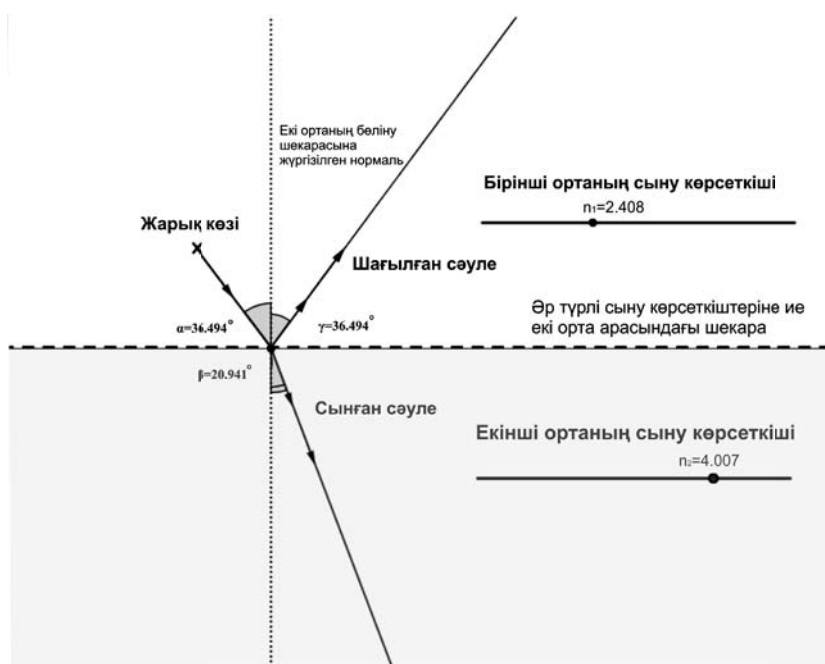 Екі ортаның бөліну
шекарасына
жүргізілген нормаль
Бірінші ортаның сыну көрсеткіші
n₁=2.408
Жарық көзі
Шағылған сәуле
Әр түрлі сыну көрсеткіштеріне ие
екі орта арасындағы шекара
α=36.494°
γ=36.494°
β=20.941°
Сынған сәуле
Екінші ортаның сыну көрсеткіші
n₂=4.007